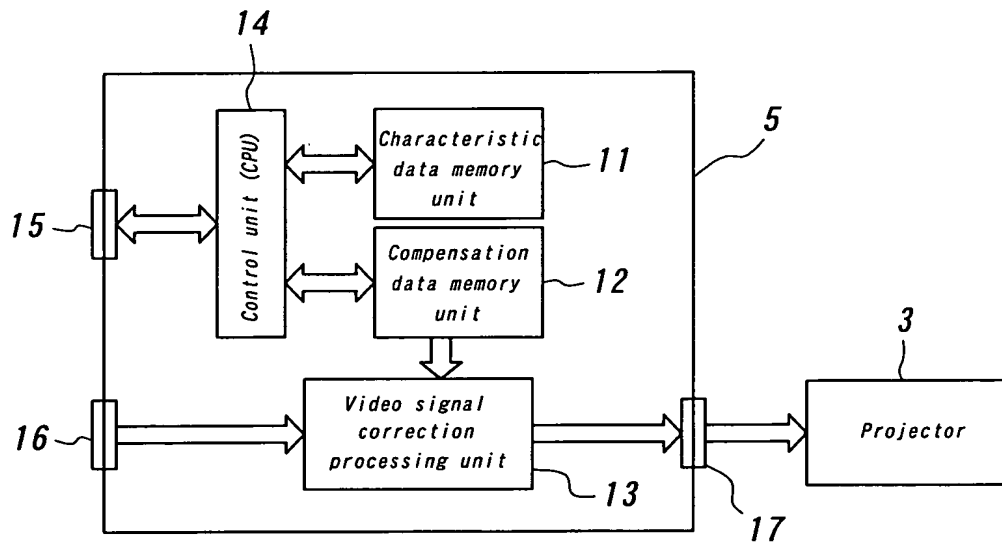 14
Control unit (CPU)
Characteristic
data memory
unit
11
5
15
Compensation
data memory
unit
12
3
16
Video signal
correction
processing unit
13
17
Projector